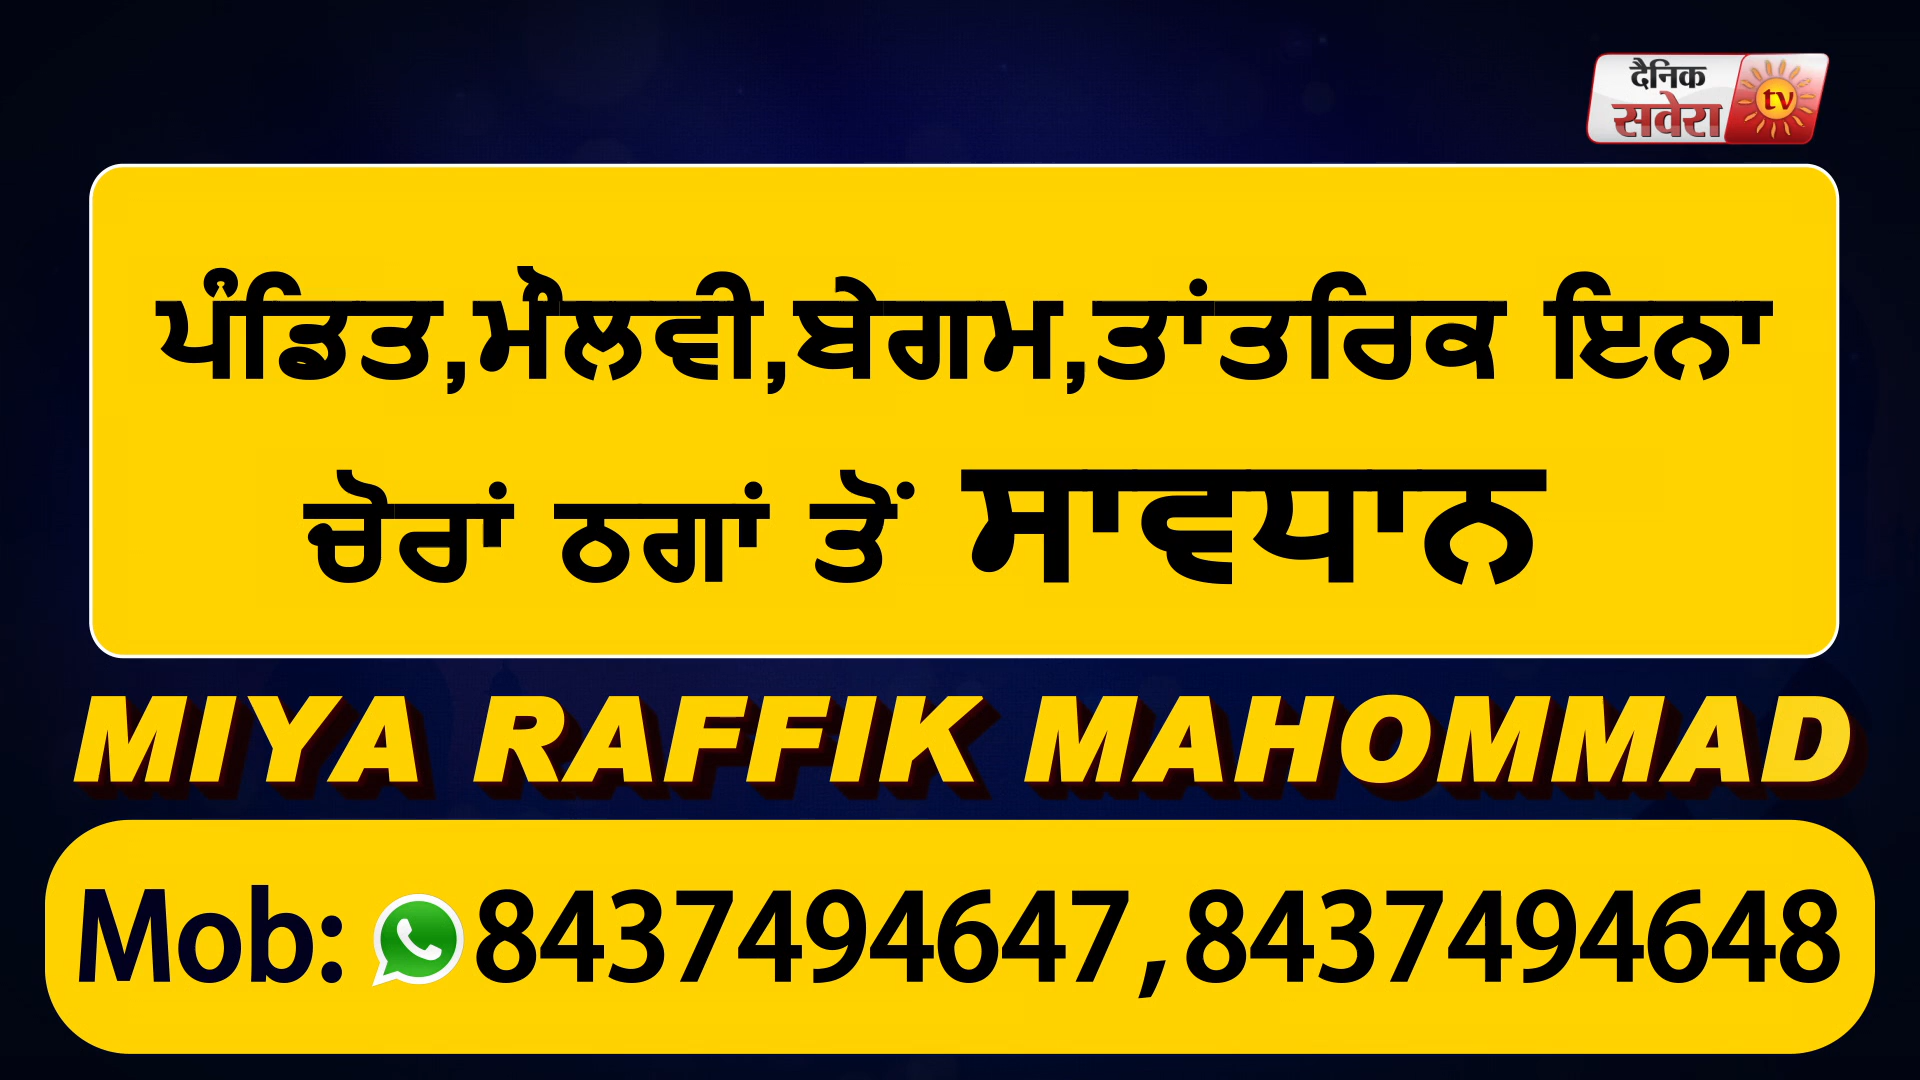 दैनिक
सवेरा tv
ਪੰਡਿਤ,ਮੌਲਵੀ,ਬੇਗਮ,ਤਾਂਤਰਿਕ ਇਨਾ
ਚੋਰਾਂ ਠਗਾਂ ਤੋਂ ਸਾਵਧਾਨ
MIYA RAFFIK MAHOMMAD
Mob: 8437494647, 8437494648